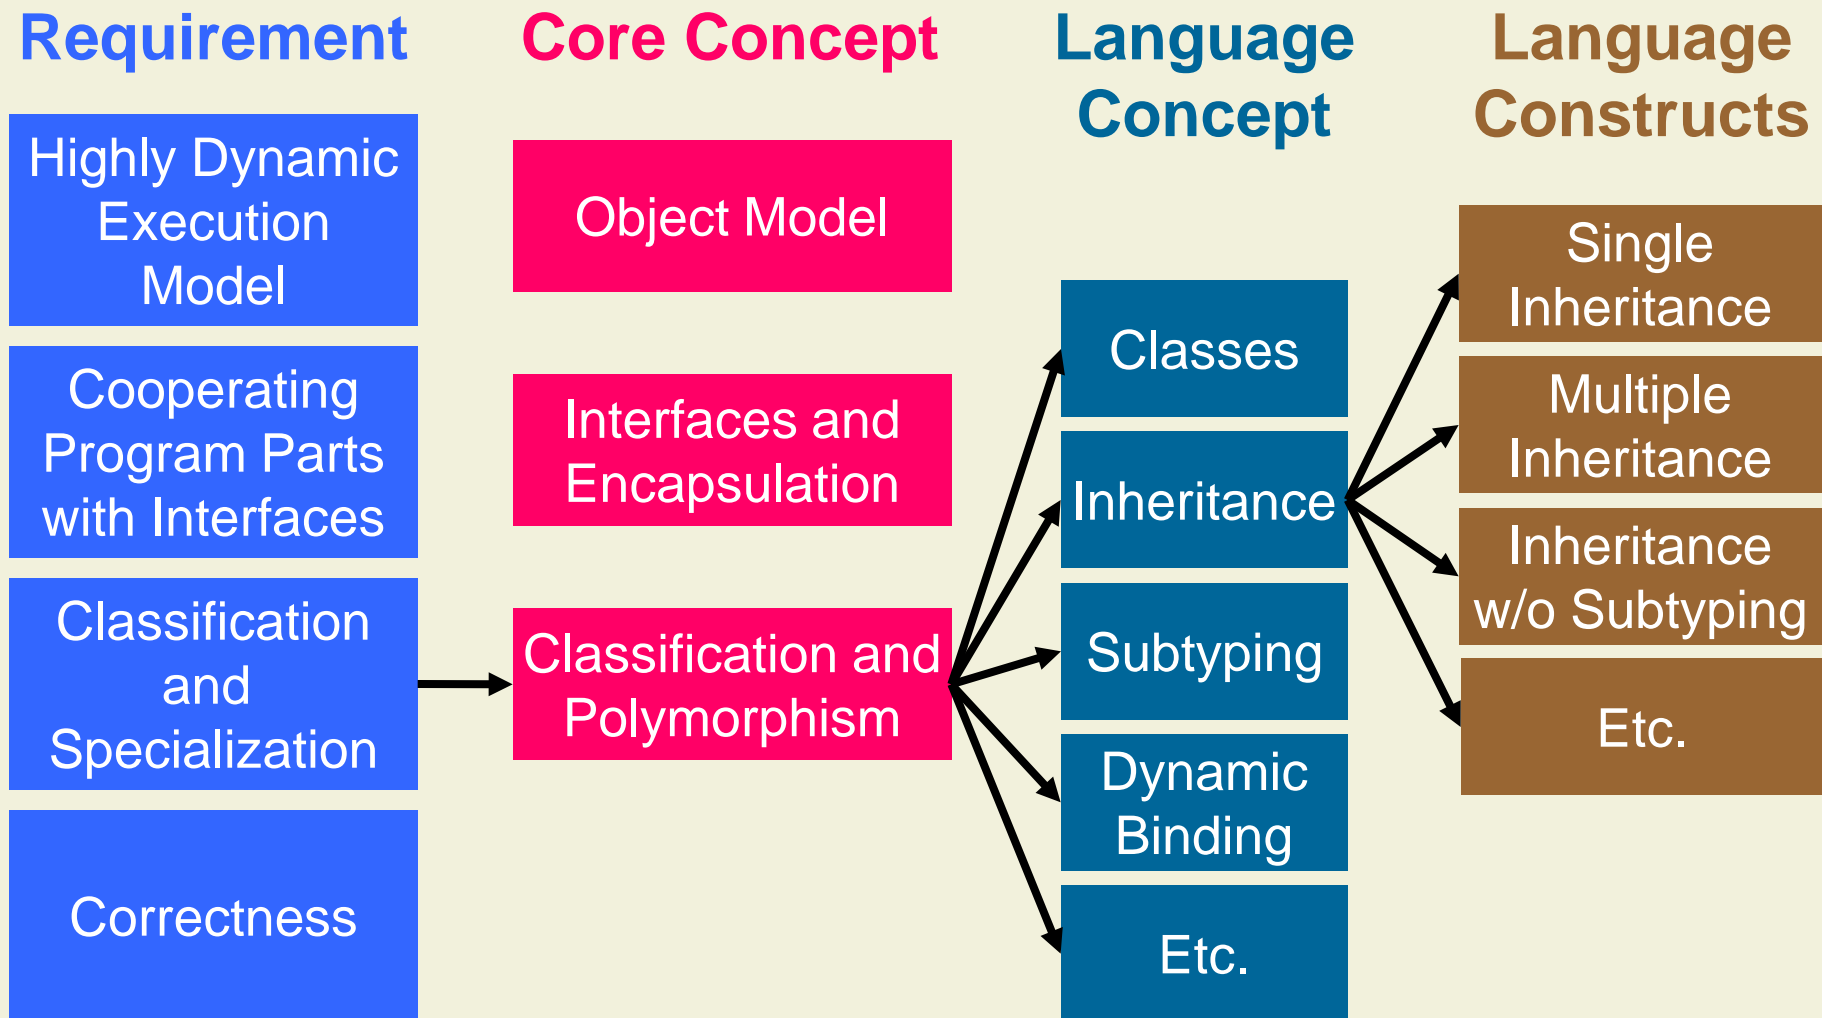 Requirement
Core Concept
Language
Concept
Language
Constructs
Highly Dynamic
Execution
Model
Cooperating
Program Parts
with Interfaces
Classification
and
Specialization
Correctness
Object Model
Interfaces and
Encapsulation
Classification and
Polymorphism
Classes
Inheritance
Subtyping
Dynamic
Binding
Etc.
Single
Inheritance
Multiple
Inheritance
Inheritance
w/o Subtyping
Etc.